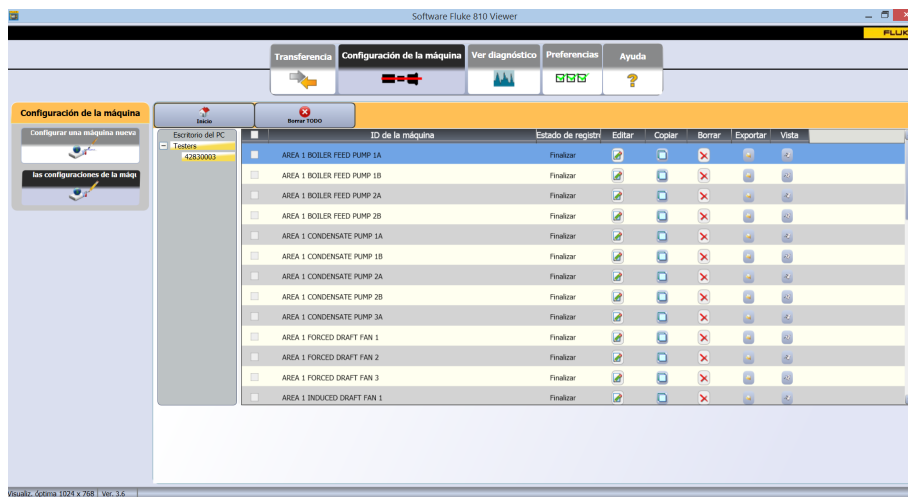 Software Fluke 810 Viewer
FLUK
Transferencia Configuración de la máquina Ver diagnóstico Preferencias Ayuda
Configuración de la máquina
Configurar una máquina nueva
las configuraciones de la máqu
Inicio Borrar TODO
Escritorio del PC
Testers
42830003
ID de la máquina Estado de registr Editar Copiar Borrar Exportar Vista
AREA 1 BOILER FEED PUMP 1A Finalizar
AREA 1 BOILER FEED PUMP 1B Finalizar
AREA 1 BOILER FEED PUMP 2A Finalizar
AREA 1 BOILER FEED PUMP 2B Finalizar
AREA 1 CONDENSATE PUMP 1A Finalizar
AREA 1 CONDENSATE PUMP 1B Finalizar
AREA 1 CONDENSATE PUMP 2A Finalizar
AREA 1 CONDENSATE PUMP 2B Finalizar
AREA 1 CONDENSATE PUMP 3A Finalizar
AREA 1 FORCED DRAFT FAN 1 Finalizar
AREA 1 FORCED DRAFT FAN 2 Finalizar
AREA 1 FORCED DRAFT FAN 3 Finalizar
AREA 1 INDUCED DRAFT FAN 1 Finalizar
Visualiz. óptima 1024 x 768 Ver. 3.6